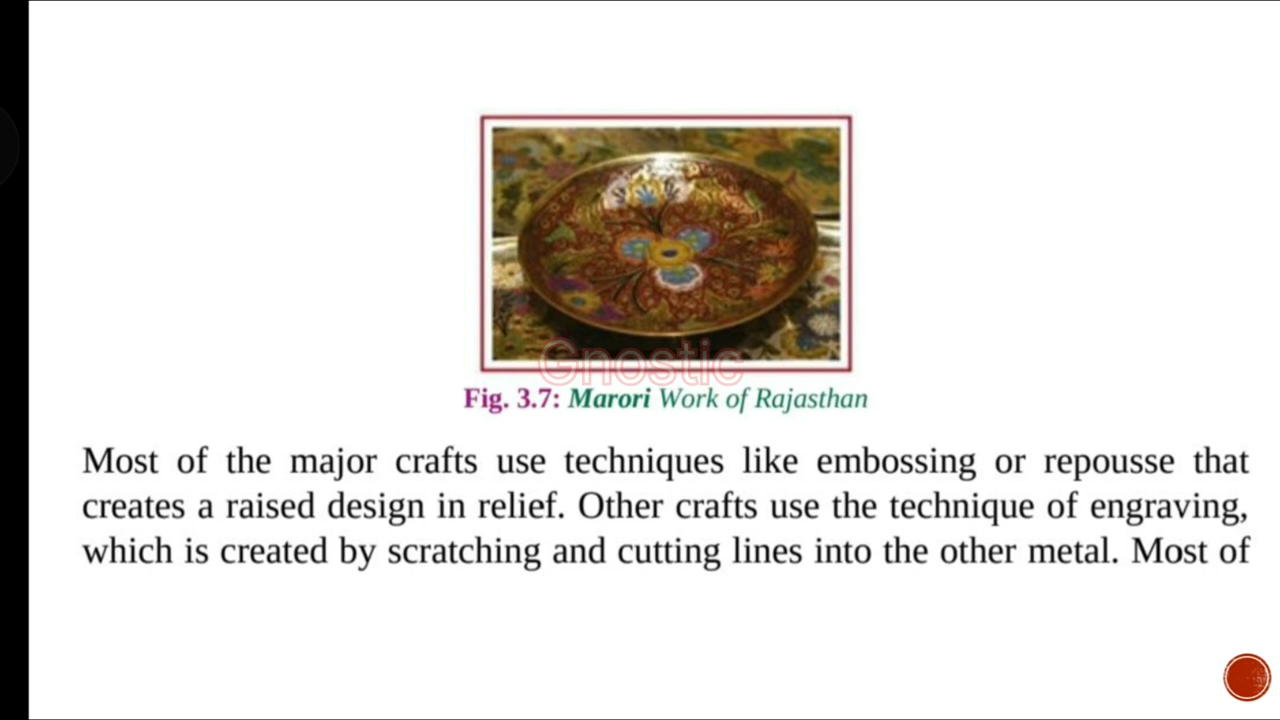 Gnostic
Fig. 3.7: Marori Work of Rajasthan
Most of the major crafts use techniques like embossing or repousse that
creates a raised design in relief. Other crafts use the technique of engraving,
which is created by scratching and cutting lines into the other metal. Most of